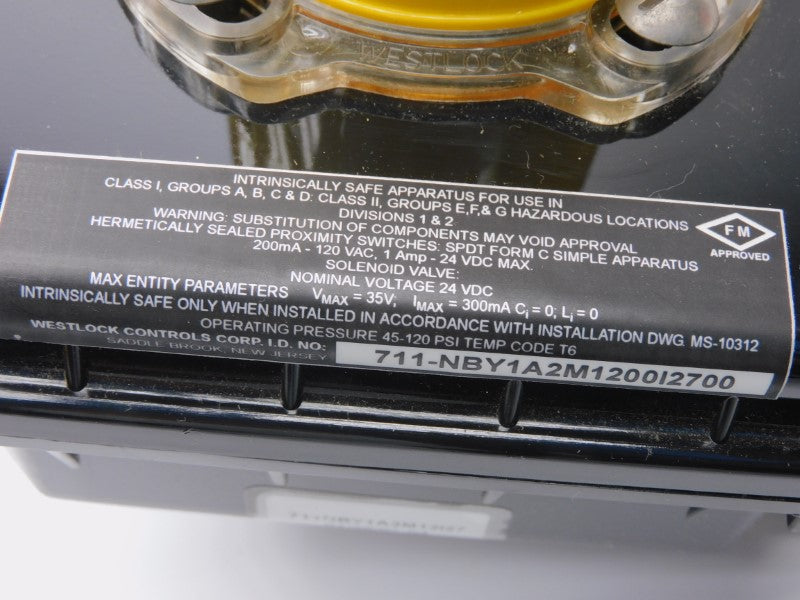 WESTLOCK
INTRINSICALLY SAFE APPARATUS FOR USE IN
CLASS I, GROUPS A, B, C & D: CLASS II, GROUPS E,F,& G HAZARDOUS LOCATIONS
DIVISIONS 1 & 2
WARNING: SUBSTITUTION OF COMPONENTS MAY VOID APPROVAL
HERMETICALLY SEALED PROXIMITY SWITCHES: SPDT FORM C SIMPLE APPARATUS
200mA - 120 VAC, 1 Amp - 24 VDC MAX.
SOLENOID VALVE:
NOMINAL VOLTAGE 24 VDC
MAX ENTITY PARAMETERS VMAX = 35V; IMAX = 300mA Ci = 0; Li = 0
INTRINSICALLY SAFE ONLY WHEN INSTALLED IN ACCORDANCE WITH INSTALLATION DWG. MS-10312
OPERATING PRESSURE 45-120 PSI TEMP CODE T6
WESTLOCK CONTROLS CORP. I.D. NO:
SADDLE BROOK, NEW JERSEY
711-NBY1A2M1200I2700
FM
APPROVED